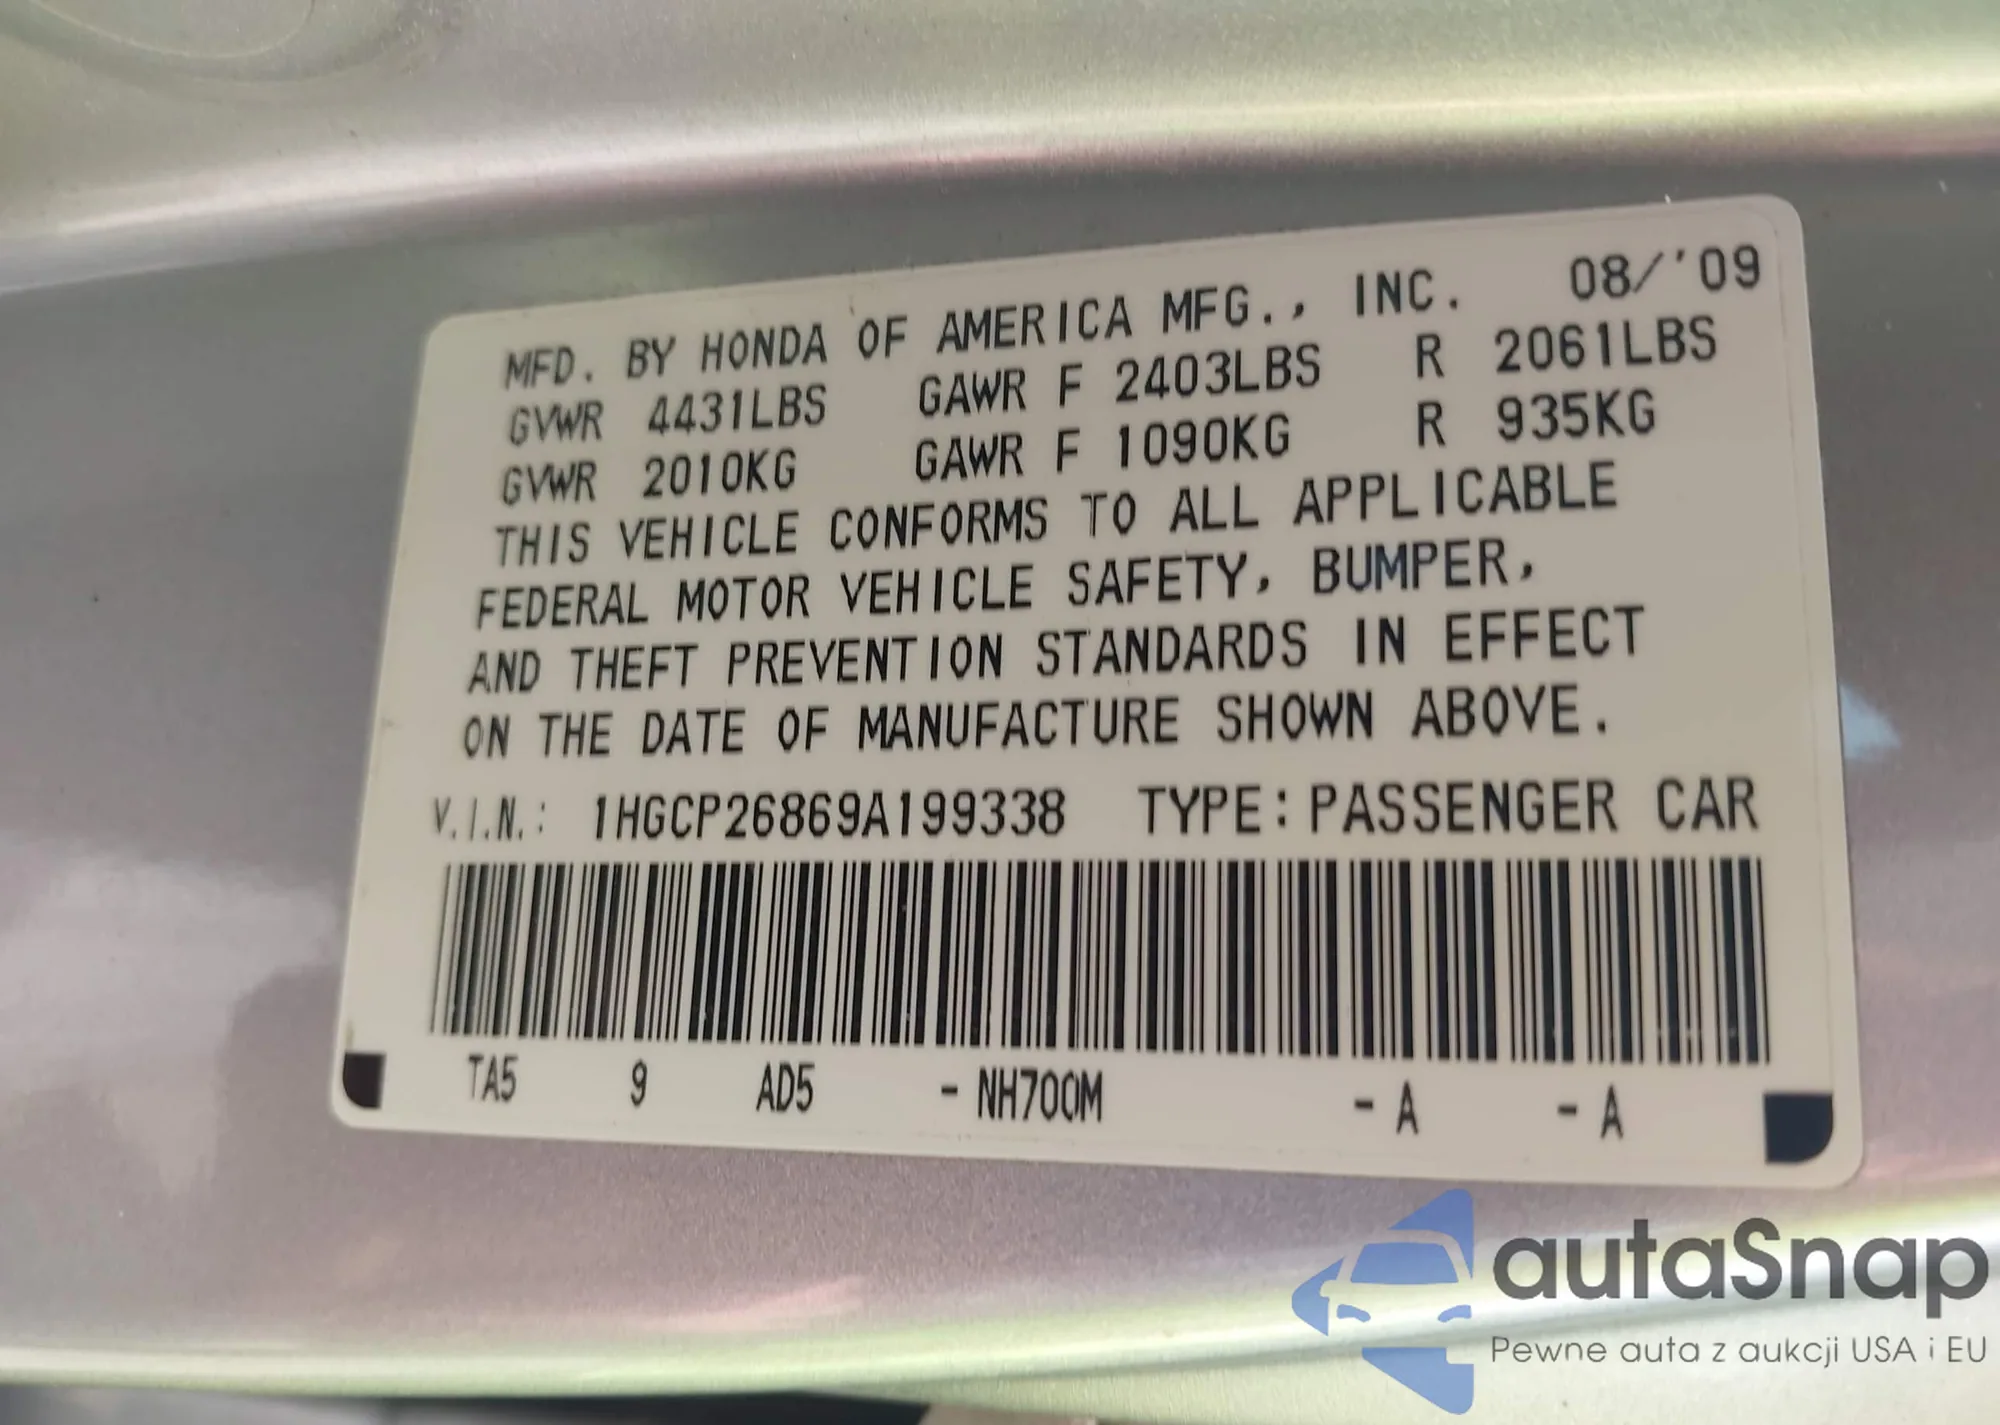 MFD. BY HONDA OF AMERICA MFG., INC. 08/'09
GVWR 4431LBS GAWR F 2403LBS R 2061LBS
GVWR 2010KG GAWR F 1090KG R 935KG
THIS VEHICLE CONFORMS TO ALL APPLICABLE
FEDERAL MOTOR VEHICLE SAFETY, BUMPER,
AND THEFT PREVENTION STANDARDS IN EFFECT
ON THE DATE OF MANUFACTURE SHOWN ABOVE.
V.I.N.: 1HGCP26869A199338 TYPE: PASSENGER CAR
TA5 9 AD5 - NH700M - A - A
autaSnap
Pewne auta z aukcji USA i EU